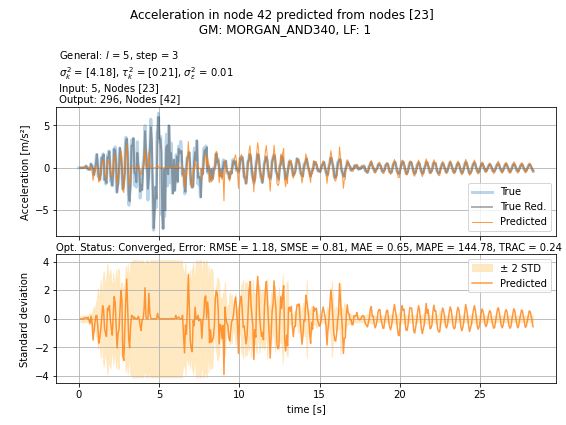 Acceleration in node 42 predicted from nodes [23]
GM: MORGAN_AND340, LF: 1
General: l = 5, step = 3
σ²ₖ = [4.18], τ²ₖ = [0.21], σ²ε = 0.01
Input: 5, Nodes [23]
Output: 296, Nodes [42]
Acceleration [m/s²]
5
0
−5
True
True Red.
Predicted
Opt. Status: Converged, Error: RMSE = 1.18, SMSE = 0.81, MAE = 0.65, MAPE = 144.78, TRAC = 0.24
Standard deviation
4
2
0
−2
−4
± 2 STD
Predicted
0 5 10 15 20 25
time [s]